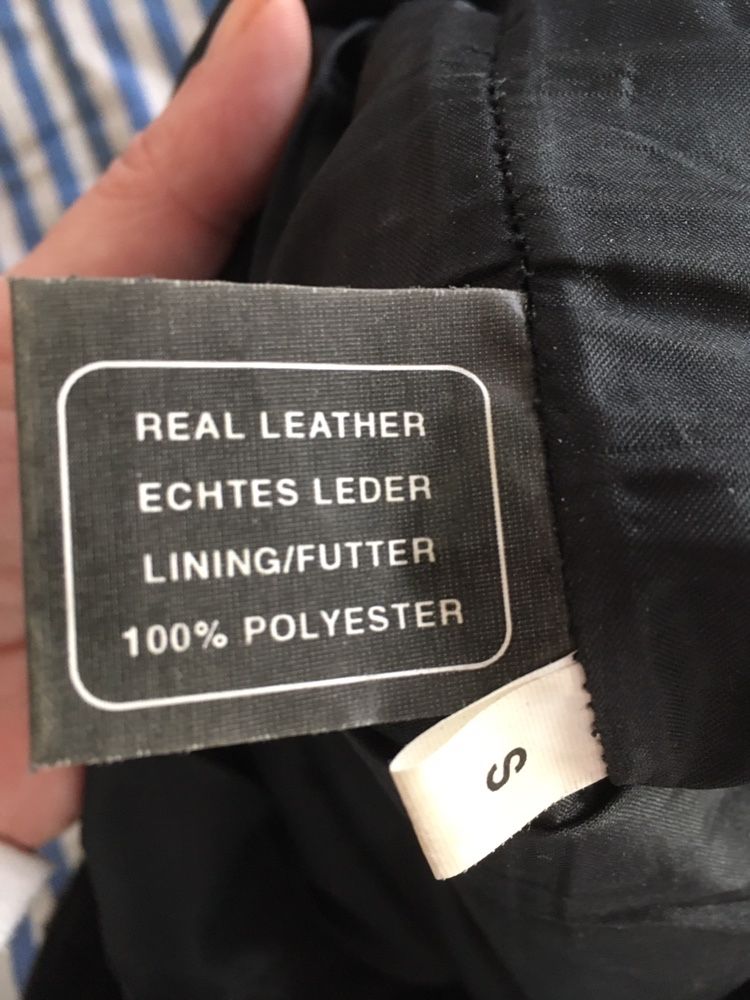 REAL LEATHER
ECHTES LEDER
LINING/FUTTER
100% POLYESTER
S